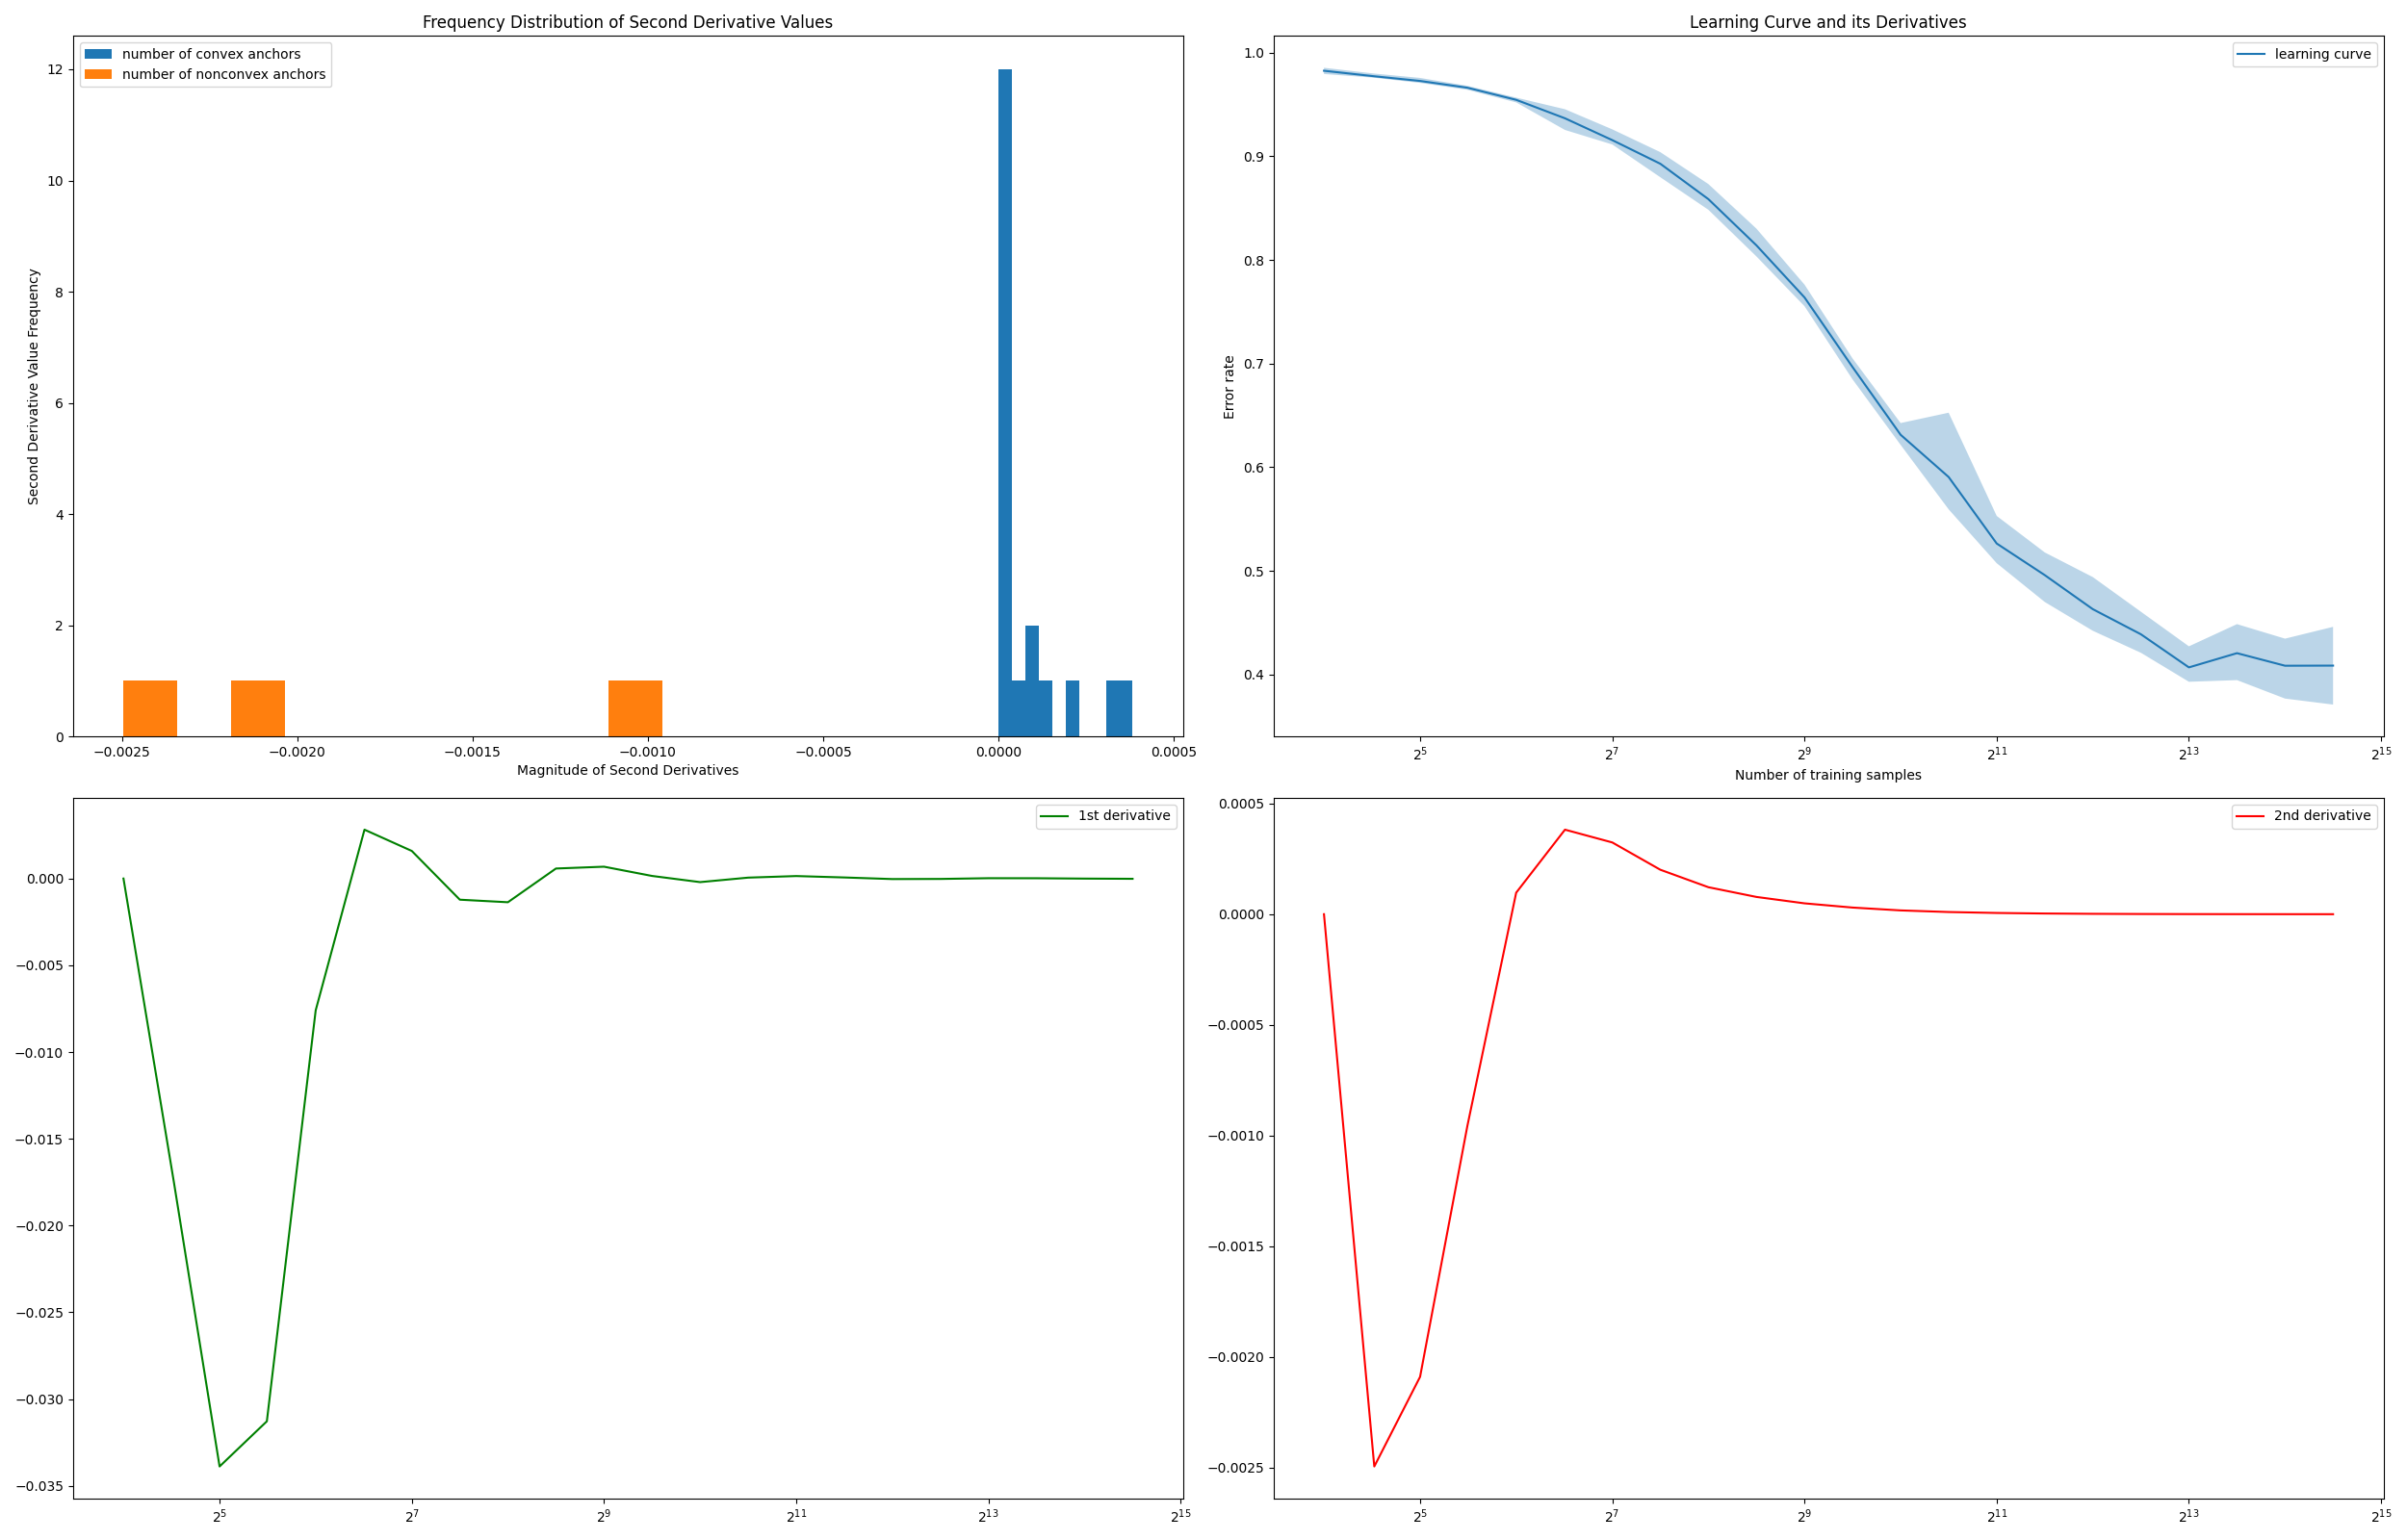 Frequency Distribution of Second Derivative Values
number of convex anchors
number of nonconvex anchors
Second Derivative Value Frequency
12
10
8
6
4
2
0
−0.0025 −0.0020 −0.0015 −0.0010 −0.0005 0.0000 0.0005
Magnitude of Second Derivatives
Learning Curve and its Derivatives
learning curve
Error rate
1.0
0.9
0.8
0.7
0.6
0.5
0.4
2^5 2^7 2^9 2^11 2^13 2^15
Number of training samples
1st derivative
0.000
−0.005
−0.010
−0.015
−0.020
−0.025
−0.030
−0.035
2^5 2^7 2^9 2^11 2^13 2^15
2nd derivative
0.0005
0.0000
−0.0005
−0.0010
−0.0015
−0.0020
−0.0025
2^5 2^7 2^9 2^11 2^13 2^15